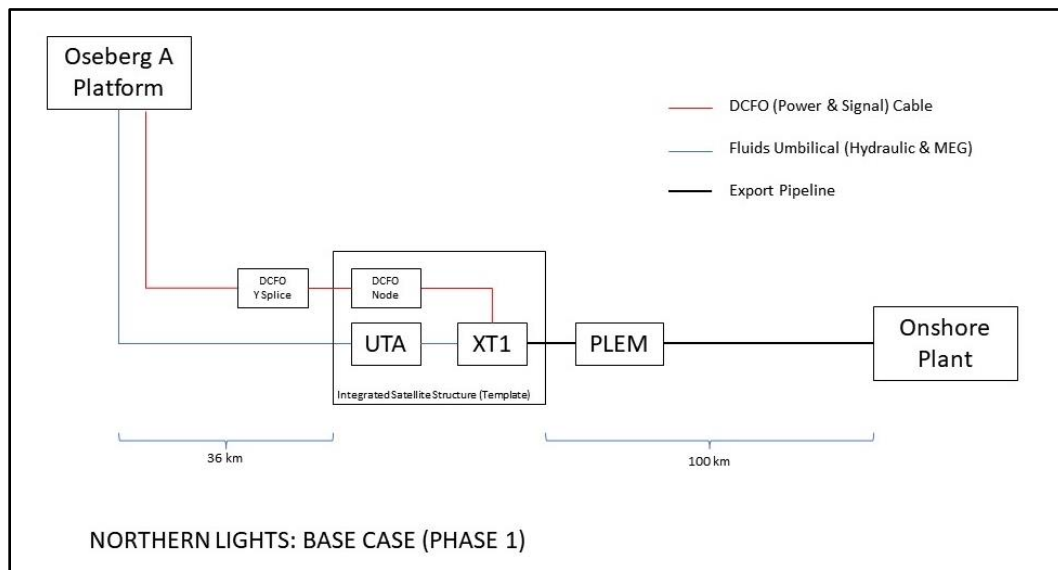 Oseberg A
Platform
DCFO (Power & Signal) Cable
Fluids Umbilical (Hydraulic & MEG)
Export Pipeline
DCFO
Y Splice
DCFO
Node
UTA
XT1
PLEM
Onshore
Plant
Integrated Satellite Structure (Template)
36 km
100 km
NORTHERN LIGHTS: BASE CASE (PHASE 1)